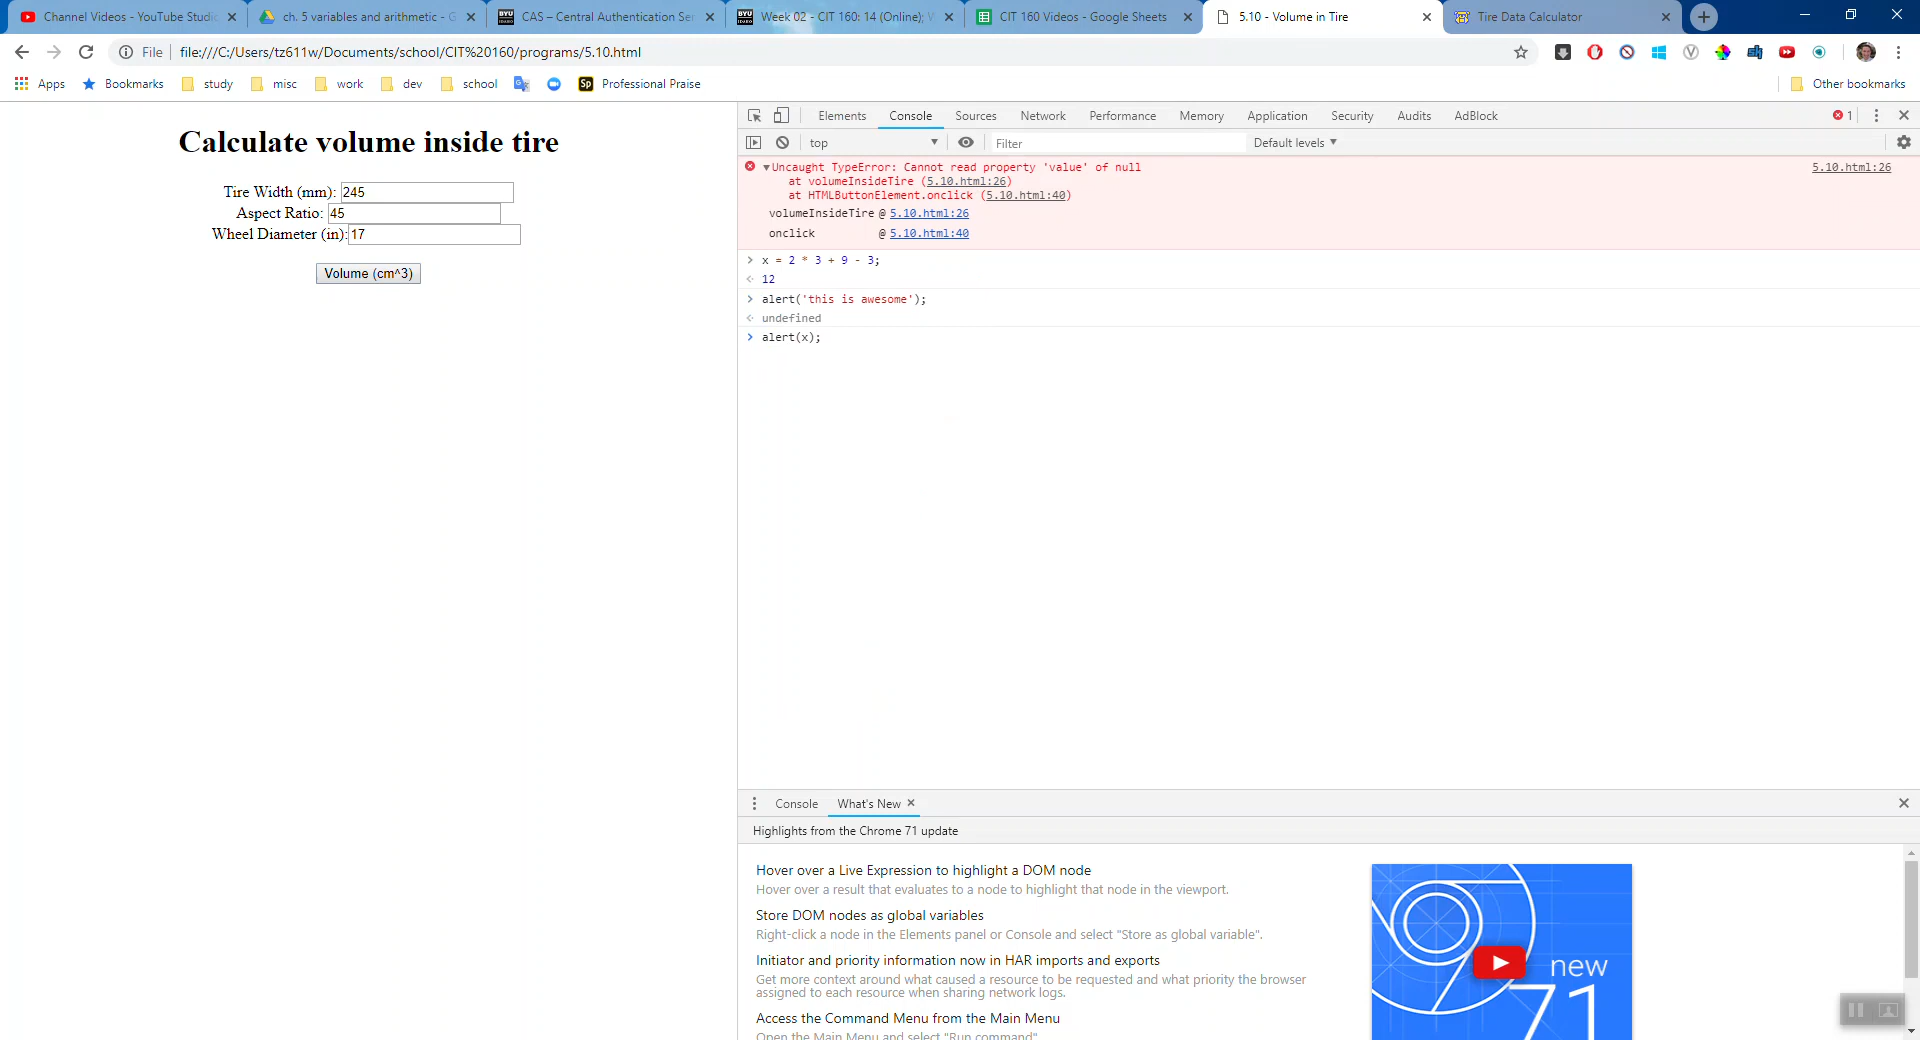 Channel Videos - YouTube Studi
ch. 5 variables and arithmetic - G
CAS – Central Authentication Ser
Week 02 - CIT 160: 14 (Online); W
CIT 160 Videos - Google Sheets
5.10 - Volume in Tire
Tire Data Calculator
File
file:///C:/Users/tz611w/Documents/school/CIT%20160/programs/5.10.html
Apps
Bookmarks
study
misc
work
dev
school
Professional Praise
Other bookmarks
Calculate volume inside tire
Tire Width (mm): 245
Aspect Ratio: 45
Wheel Diameter (in): 17
Volume (cm^3)
Elements Console Sources Network Performance Memory Application Security Audits AdBlock
1
top
Filter
Default levels ▼
Uncaught TypeError: Cannot read property 'value' of null
5.10.html:26
at volumeInsideTire (5.10.html:26)
at HTMLButtonElement.onclick (5.10.html:40)
volumeInsideTire @ 5.10.html:26
onclick @ 5.10.html:40
> x = 2 * 3 + 9 - 3;
12
> alert('this is awesome');
undefined
> alert(x);
Console
What's New
Highlights from the Chrome 71 update
Hover over a Live Expression to highlight a DOM node
Hover over a result that evaluates to a node to highlight that node in the viewport.
Store DOM nodes as global variables
Right-click a node in the Elements panel or Console and select "Store as global variable".
Initiator and priority information now in HAR imports and exports
Get more context around what caused a resource to be requested and what priority the browser
assigned to each resource when sharing network logs.
Access the Command Menu from the Main Menu
Open the Main Menu and select "Run command"
new
71